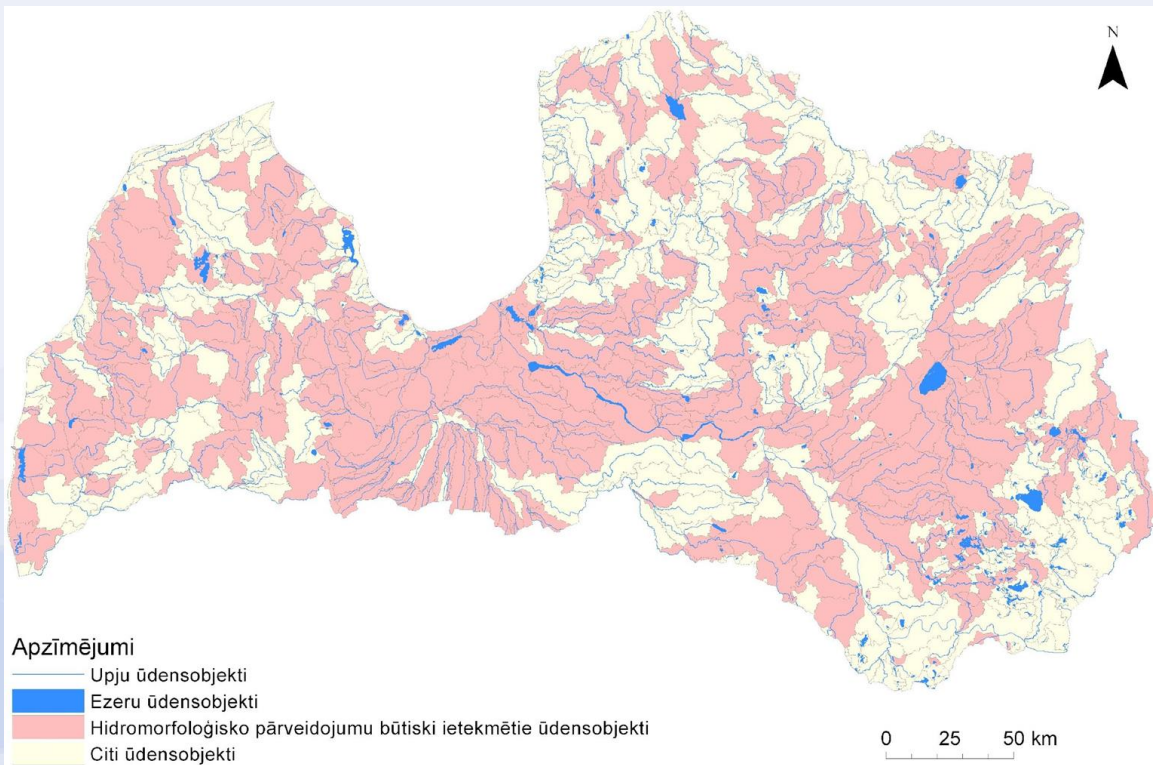 N
Apzīmējumi
Upju ūdensobjekti
Ezeru ūdensobjekti
Hidromorfoloģisko pārveidojumu būtiski ietekmētie ūdensobjekti
Citi ūdensobjekti
0 25 50 km